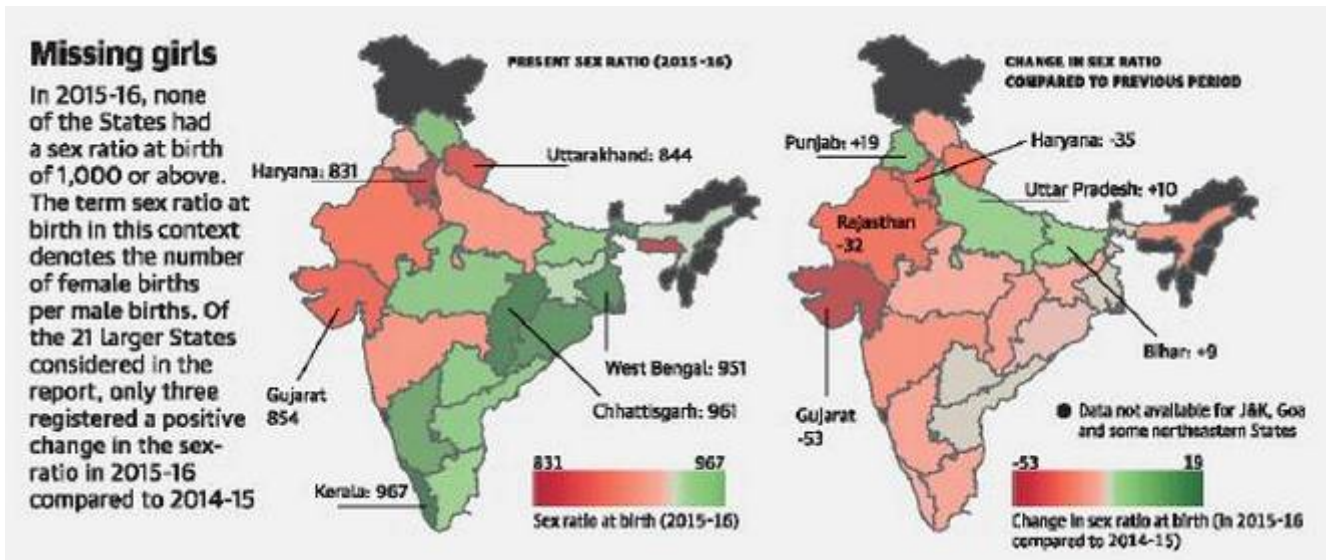 Missing girls
In 2015-16, none
of the States had
a sex ratio at birth
of 1,000 or above.
The term sex ratio at
birth in this context
denotes the number
of female births
per male births. Of
the 21 larger States
considered in the
report, only three
registered a positive
change in the sex-
ratio in 2015-16
compared to 2014-15
PRESENT SEX RATIO (2015-16)
Haryana: 831
Uttarakhand: 844
Gujarat
854
West Bengal: 951
Chhattisgarh: 961
Kerala: 967
831 967
Sex ratio at birth (2015-16)
CHANGE IN SEX RATIO
COMPARED TO PREVIOUS PERIOD
Punjab: +19
Haryana: -35
Uttar Pradesh: +10
Rajasthan
-32
Bihar: +9
Gujarat
-53
Data not available for J&K, Goa
and some northeastern States
-53 19
Change in sex ratio at birth (in 2015-16
compared to 2014-15)